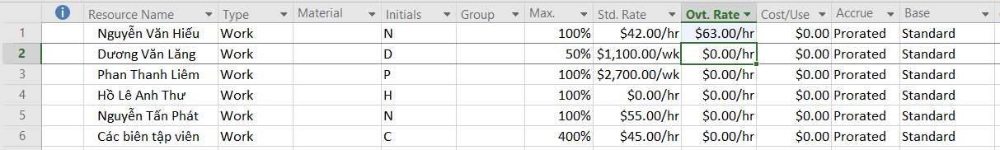 i Resource Name Type Material Initials Group Max. Std. Rate Ovt. Rate Cost/Use Accrue Base
1 Nguyễn Văn Hiếu Work N 100% $42.00/hr $63.00/hr $0.00 Prorated Standard
2 Dương Văn Lăng Work D 50% $1,100.00/wk $0.00/hr $0.00 Prorated Standard
3 Phan Thanh Liêm Work P 100% $2,700.00/wk $0.00/hr $0.00 Prorated Standard
4 Hồ Lê Anh Thư Work H 100% $0.00/hr $0.00/hr $0.00 Prorated Standard
5 Nguyễn Tấn Phát Work N 100% $55.00/hr $0.00/hr $0.00 Prorated Standard
6 Các biên tập viên Work C 400% $45.00/hr $0.00/hr $0.00 Prorated Standard